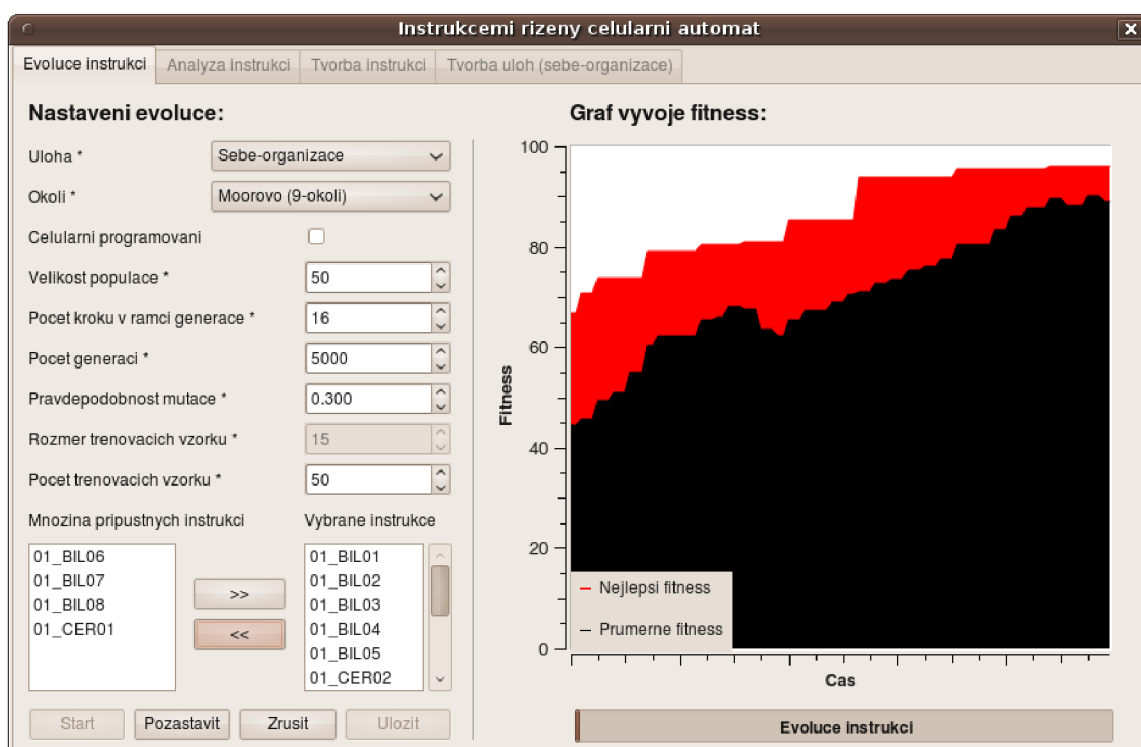 Instrukcemi rizeny celularni automat
Evoluce instrukci Analyza instrukci Tvorba instrukci Tvorba uloh (sebe-organizace)
Nastaveni evoluce:
Uloha * Sebe-organizace
Okoli * Moorovo (9-okoli)
Celularni programovani
Velikost populace * 50
Pocet kroku v ramci generace * 16
Pocet generaci * 5000
Pravdepodobnost mutace * 0.300
Rozmer trenovacich vzorku * 15
Pocet trenovacich vzorku * 50
Mnozina pripustnych instrukci Vybrane instrukce
01_BIL06
01_BIL07
01_BIL08
01_CER01
>>
<<
01_BIL01
01_BIL02
01_BIL03
01_BIL04
01_BIL05
01_CER02
Start Pozastavit Zrusit Ulozit
Graf vyvoje fitness:
100
80
60
40
20
0
Fitness
Nejlepsi fitness
Prumerne fitness
Cas
Evoluce instrukci